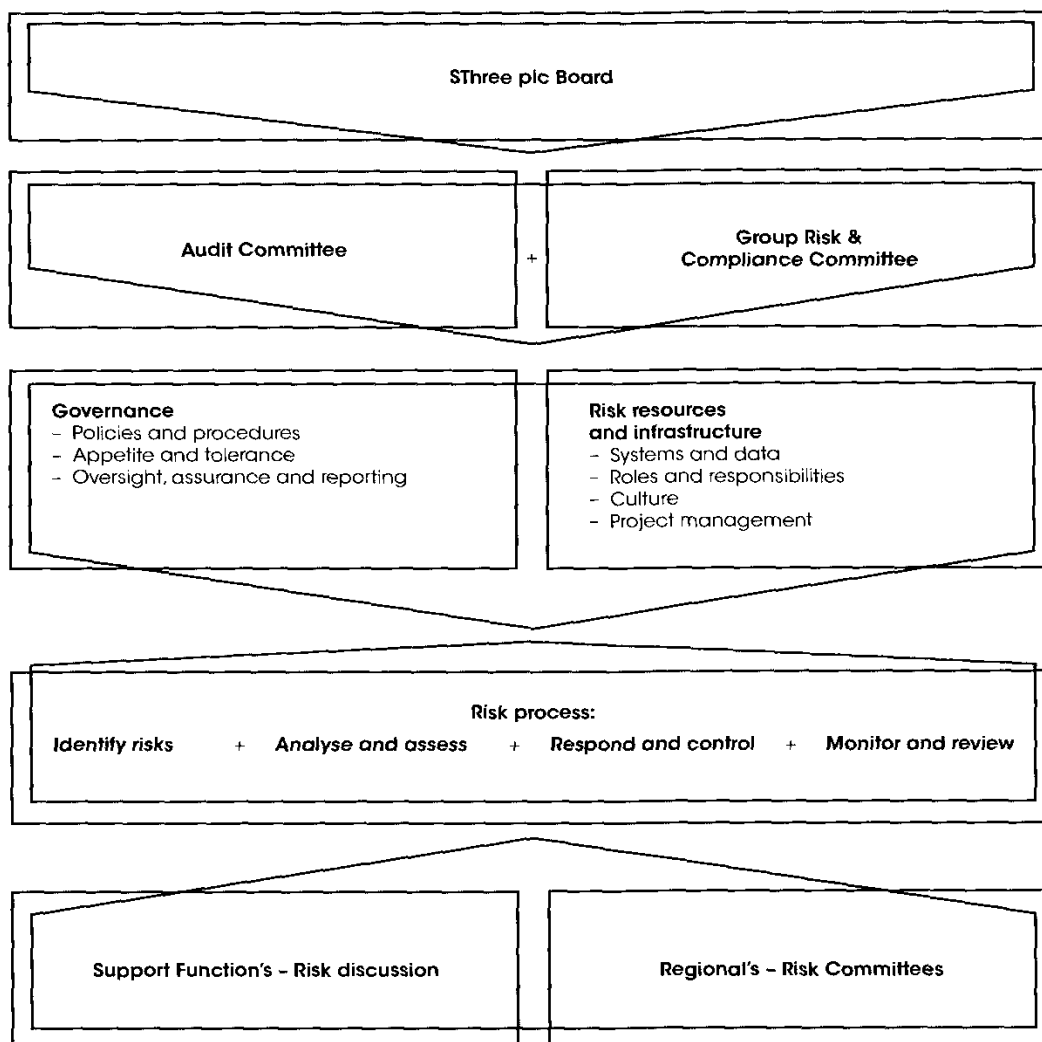 SThree plc Board
Audit Committee
+
Group Risk &
Compliance Committee
Governance
– Policies and procedures
– Appetite and tolerance
– Oversight, assurance and reporting
Risk resources
and infrastructure
– Systems and data
– Roles and responsibilities
– Culture
– Project management
Risk process:
Identify risks + Analyse and assess + Respond and control + Monitor and review
Support Function's – Risk discussion
Regional's – Risk Committees